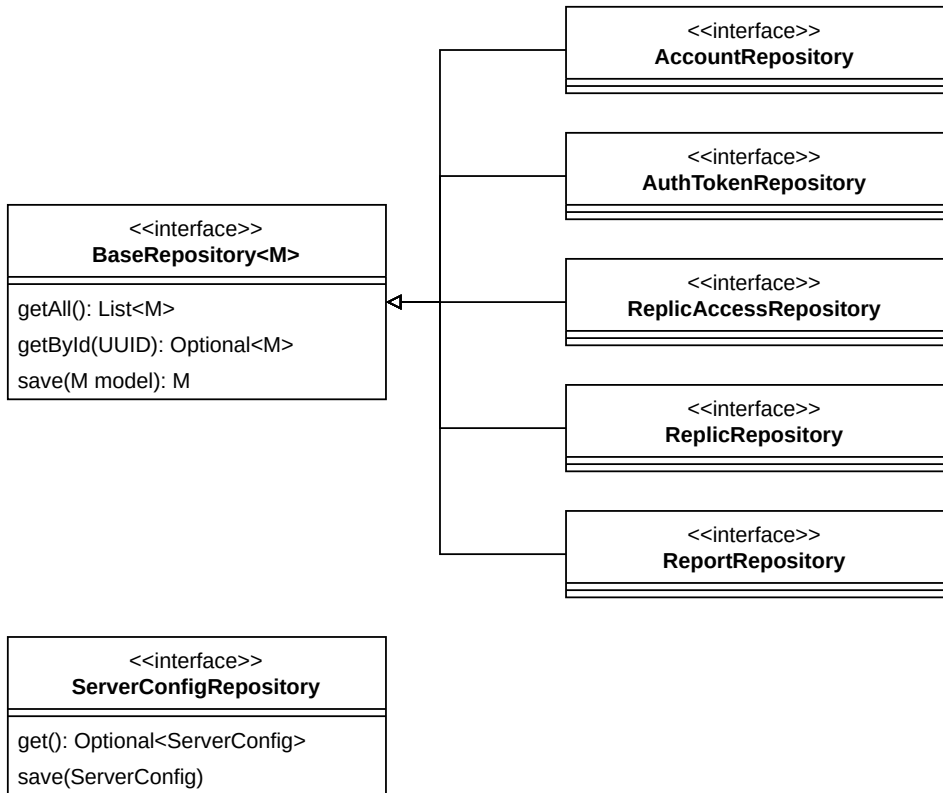 <<interface>>
AccountRepository
<<interface>>
AuthTokenRepository
<<interface>>
BaseRepository<M>
getAll(): List<M>
getById(UUID): Optional<M>
save(M model): M
<<interface>>
ReplicAccessRepository
<<interface>>
ReplicRepository
<<interface>>
ReportRepository
<<interface>>
ServerConfigRepository
get(): Optional<ServerConfig>
save(ServerConfig)